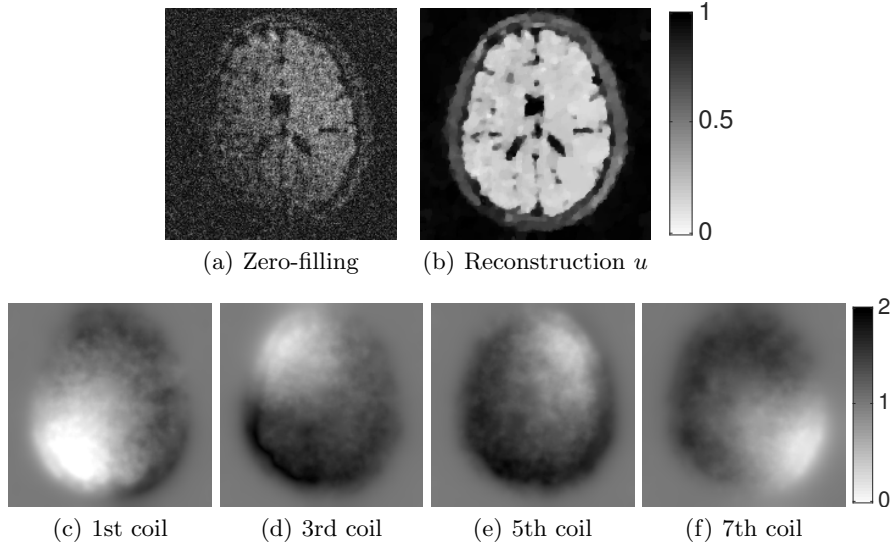 1
0.5
0
(a) Zero-filling
(b) Reconstruction u
2
1
0
(c) 1st coil
(d) 3rd coil
(e) 5th coil
(f) 7th coil